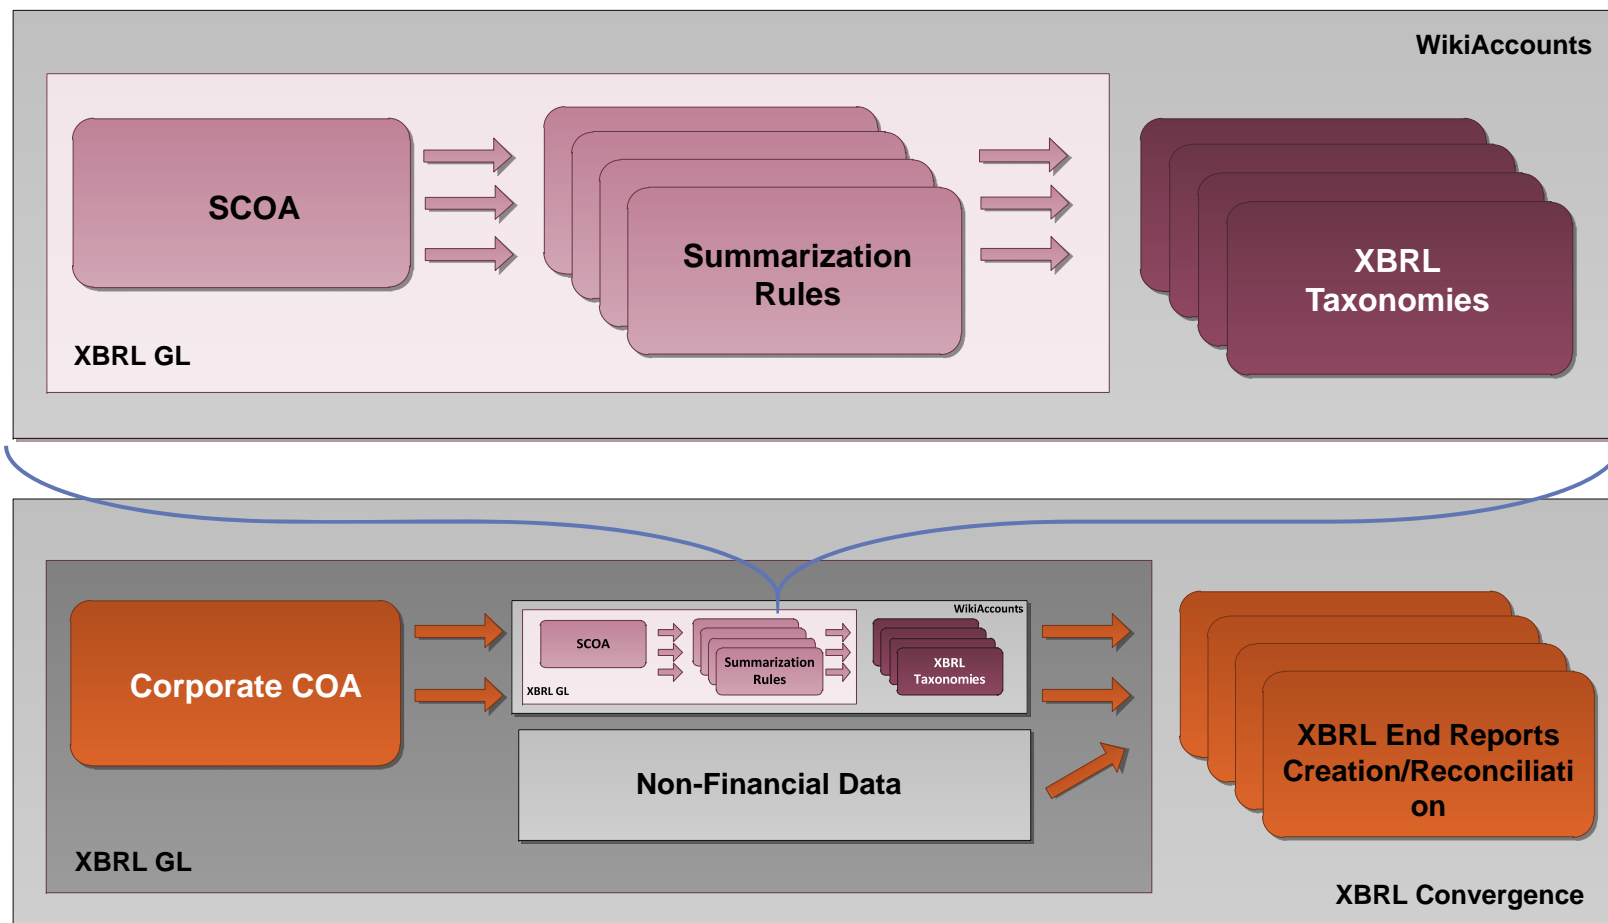 WikiAccounts
SCOA
Summarization
Rules
XBRL
Taxonomies
XBRL GL
Corporate COA
WikiAccounts
SCOA
Summarization
Rules
XBRL
Taxonomies
XBRL GL
Non-Financial Data
XBRL End Reports
Creation/Reconciliati
on
XBRL GL
XBRL Convergence